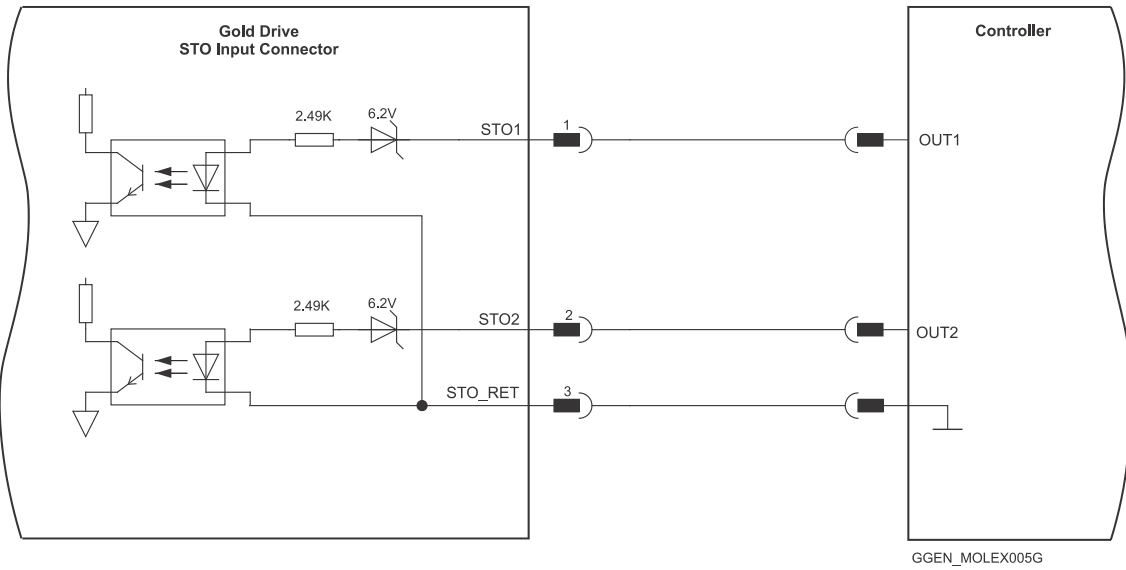 Gold Drive
STO Input Connector
Controller
2.49K
6.2V
STO1
1
OUT1
2.49K
6.2V
STO2
2
OUT2
STO_RET
3
GGEN_MOLEX005G